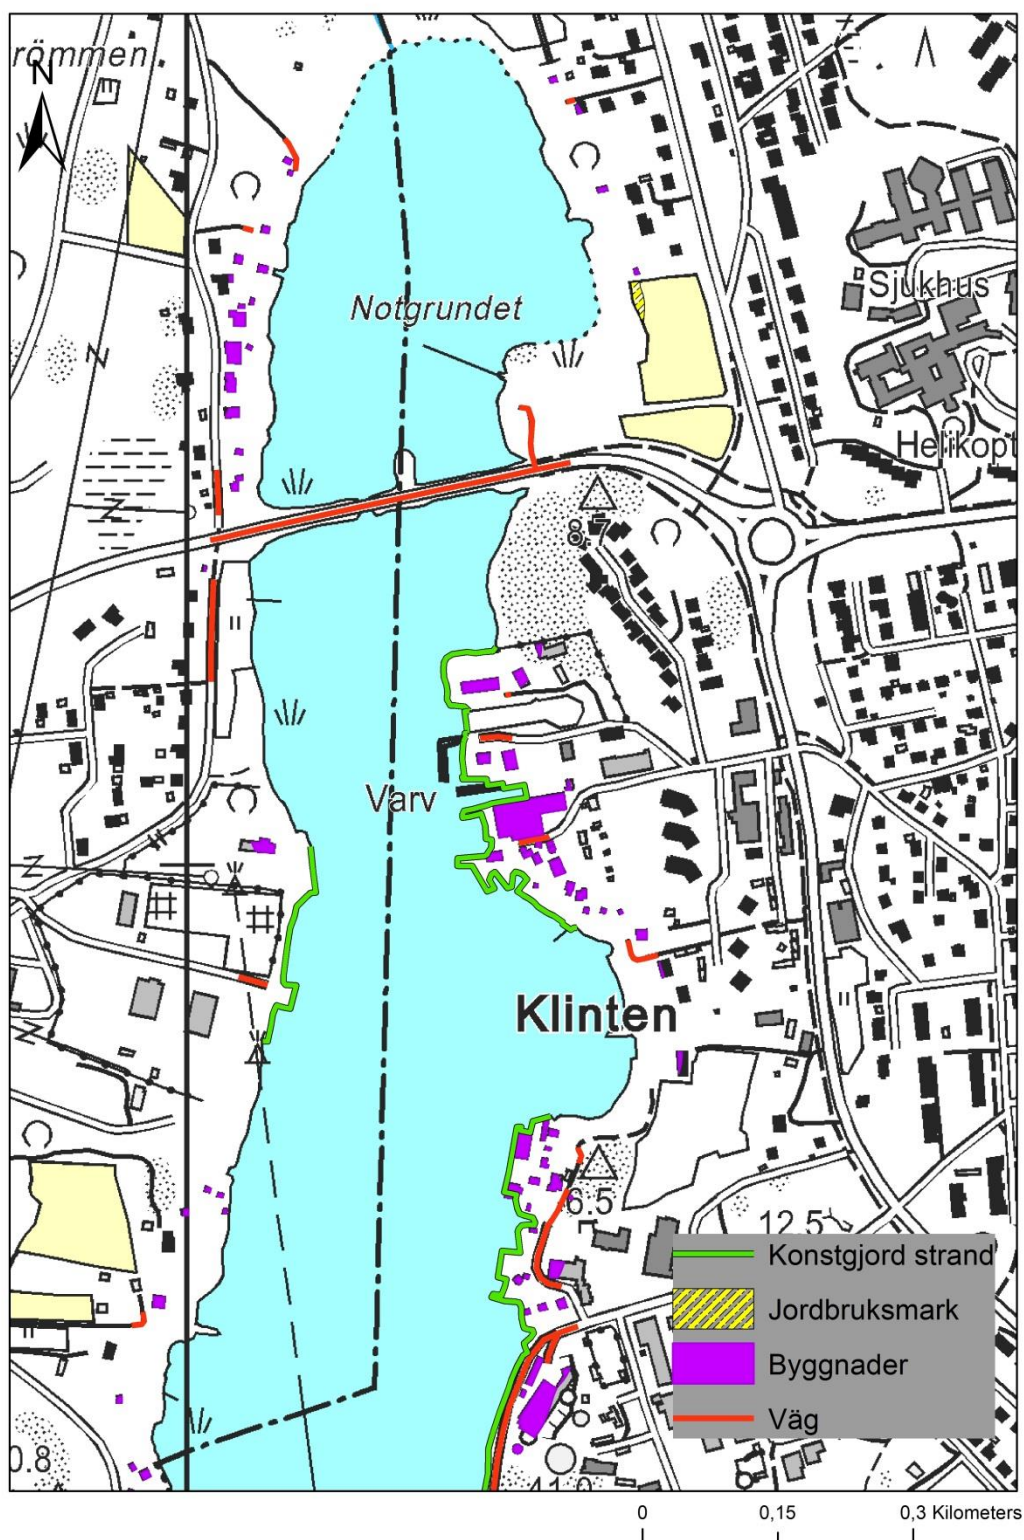 römmen
N
Notgrundet
Sjukhus
Helikopt
8.7
Varv
Klinten
6.5
12.5
Konstgjord strand
Jordbruksmark
Byggnader
Väg
0.8
0 0,15 0,3 Kilometers